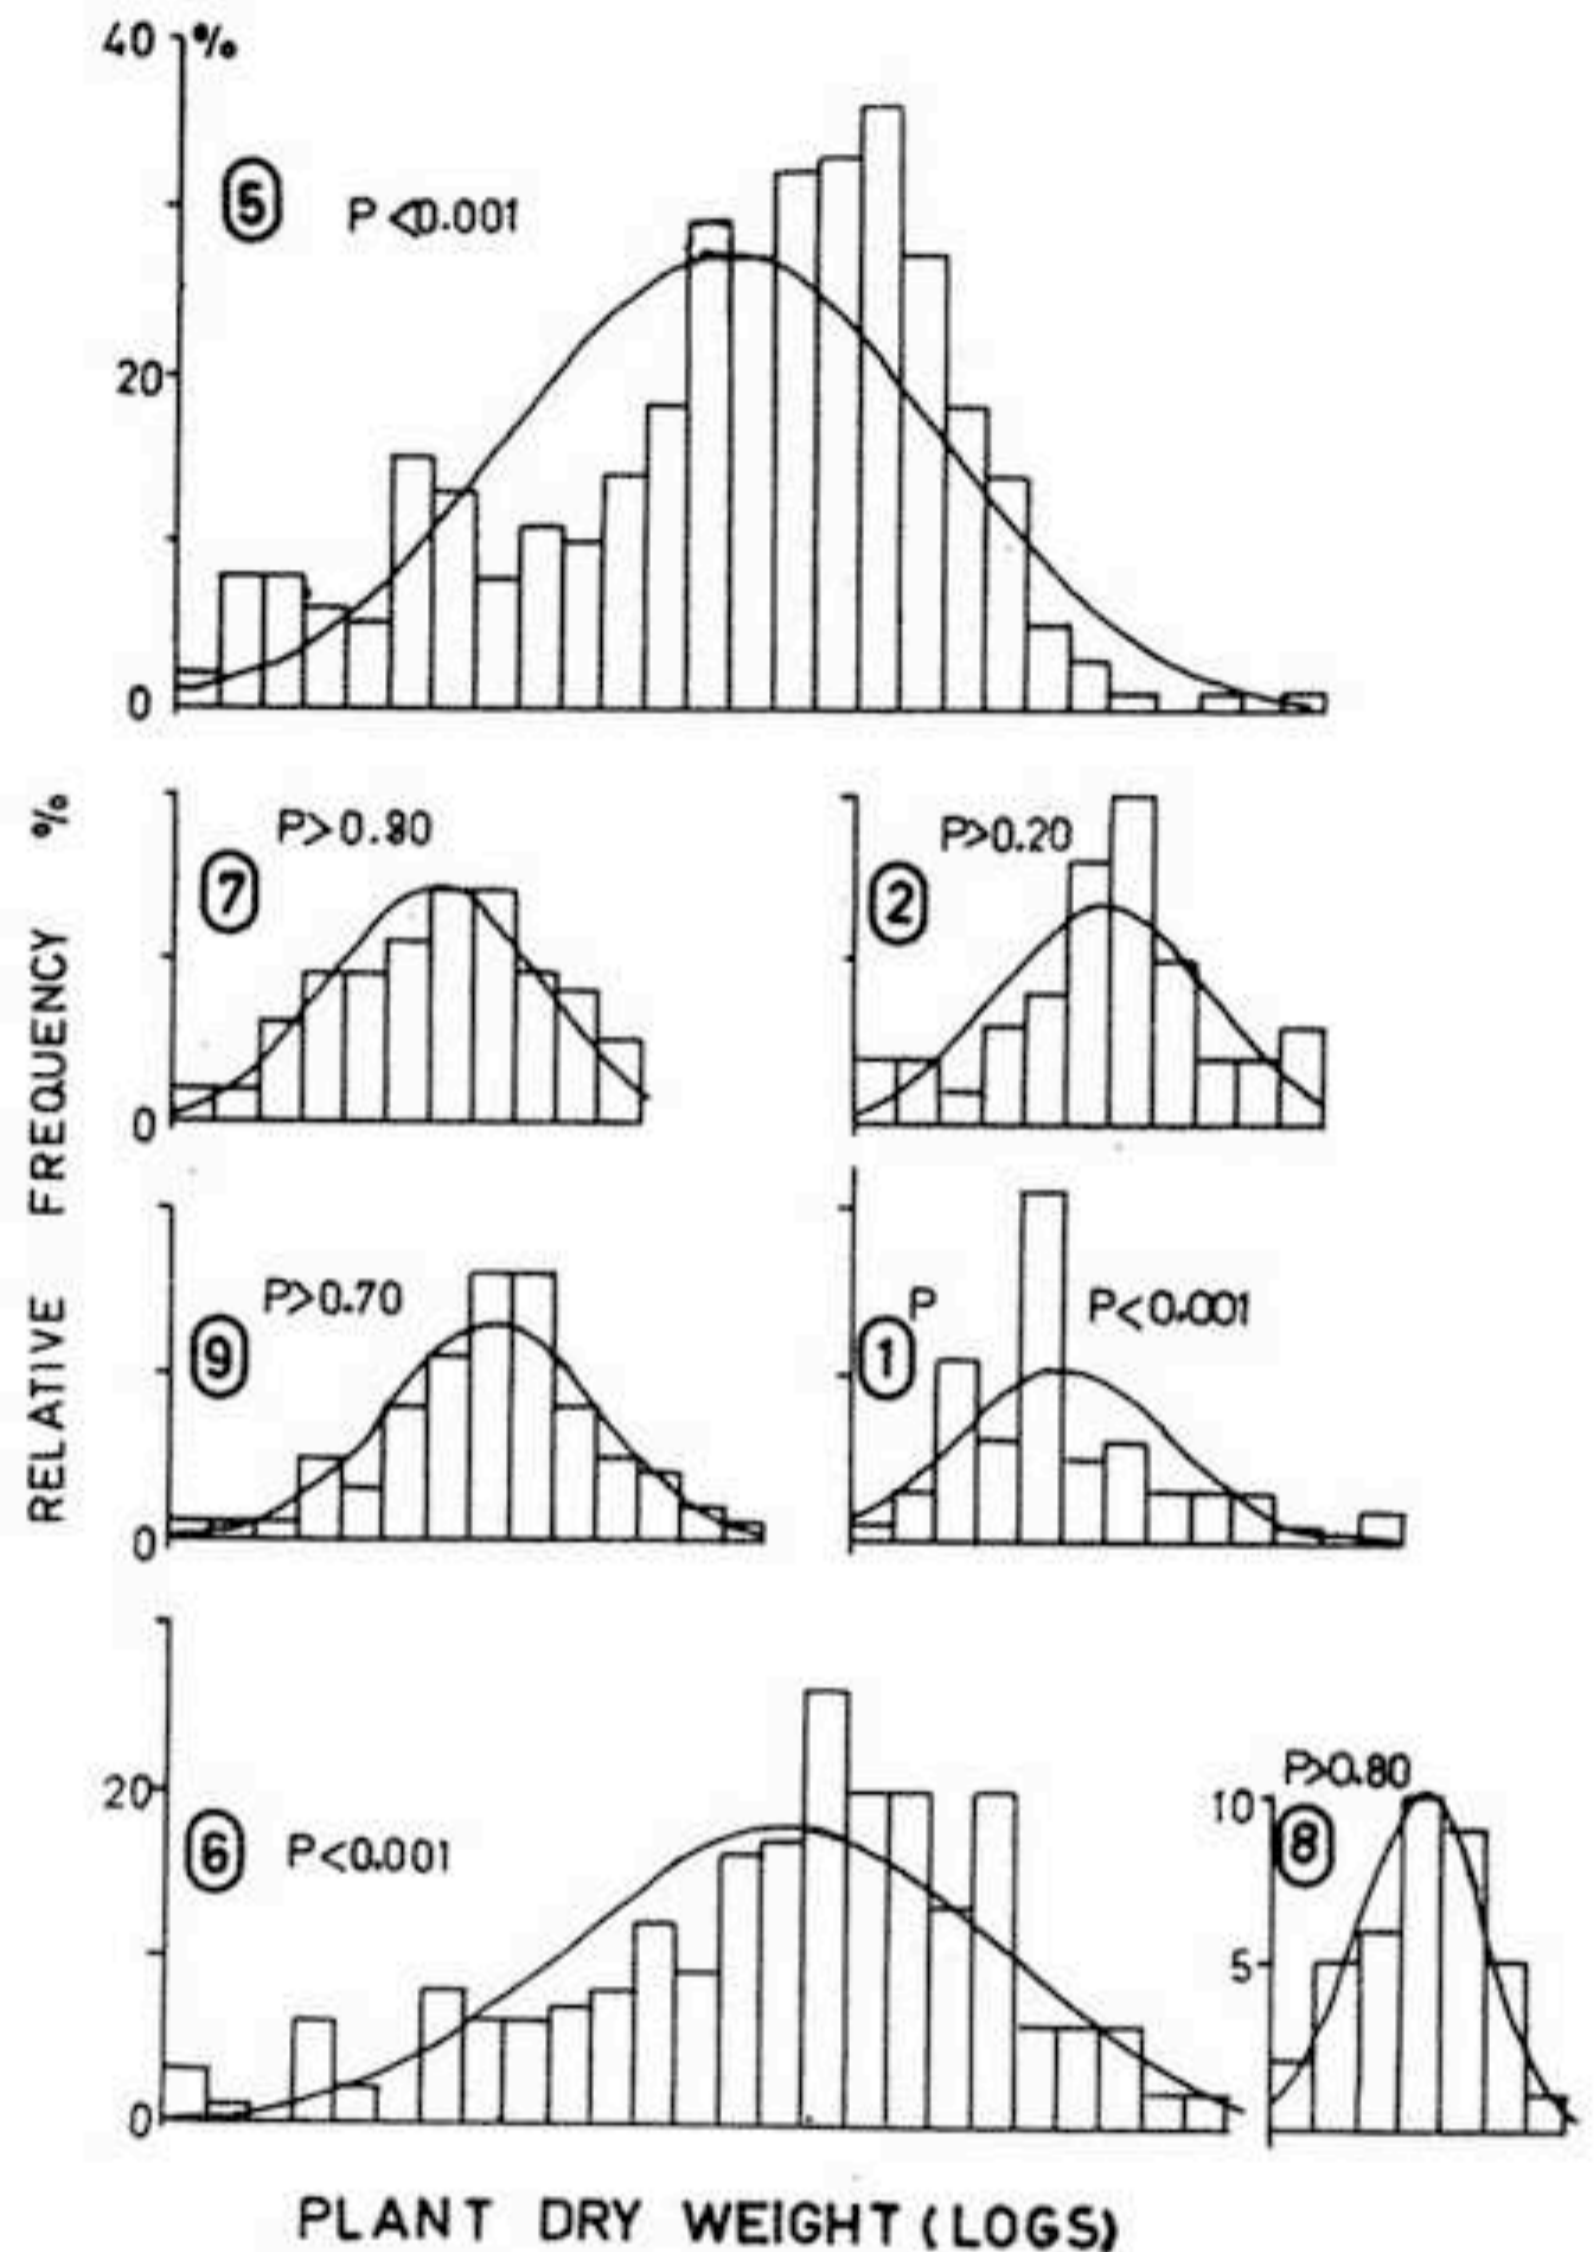 40 %
5 P <0.001
20
0
RELATIVE FREQUENCY %
7 P>0.90
0
2 P>0.20
9 P>0.70
0
1 P P<0.001
20
6 P<0.001
0
P>0.80
10
8
5
PLANT DRY WEIGHT (LOGS)